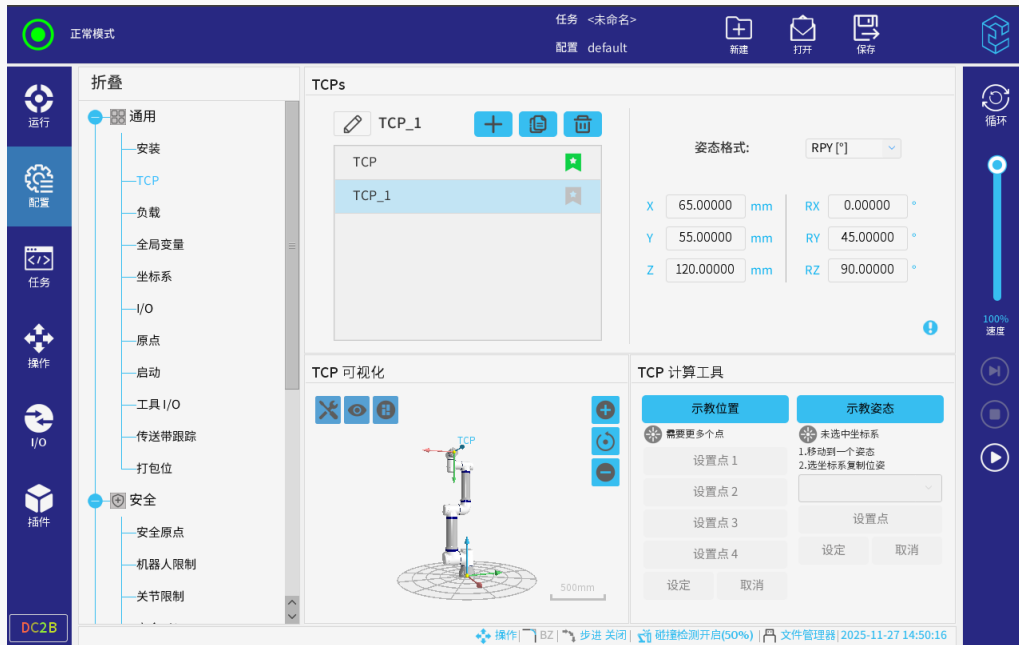 正常模式
任务 <未命名>
配置 default
新建
打开
保存
运行
配置
任务
操作
I/O
插件
DC2B
折叠
通用
安装
TCP
负载
全局变量
坐标系
I/O
原点
启动
工具 I/O
传送带跟踪
打包位
安全
安全原点
机器人限制
关节限制
TCPs
TCP_1
TCP
TCP_1
姿态格式:
RPY [°]
X 65.00000 mm RX 0.00000 °
Y 55.00000 mm RY 45.00000 °
Z 120.00000 mm RZ 90.00000 °
TCP 可视化
TCP
500mm
TCP 计算工具
示教位置
需要更多个点
设置点 1
设置点 2
设置点 3
设置点 4
设定 取消
示教姿态
未选中坐标系
1.移动到一个姿态
2.选坐标系复制位姿
设置点
设定 取消
循环
100%
速度
操作| BZ | 步进 关闭| 碰撞检测开启(50%) | 文件管理器| 2025-11-27 14:50:16